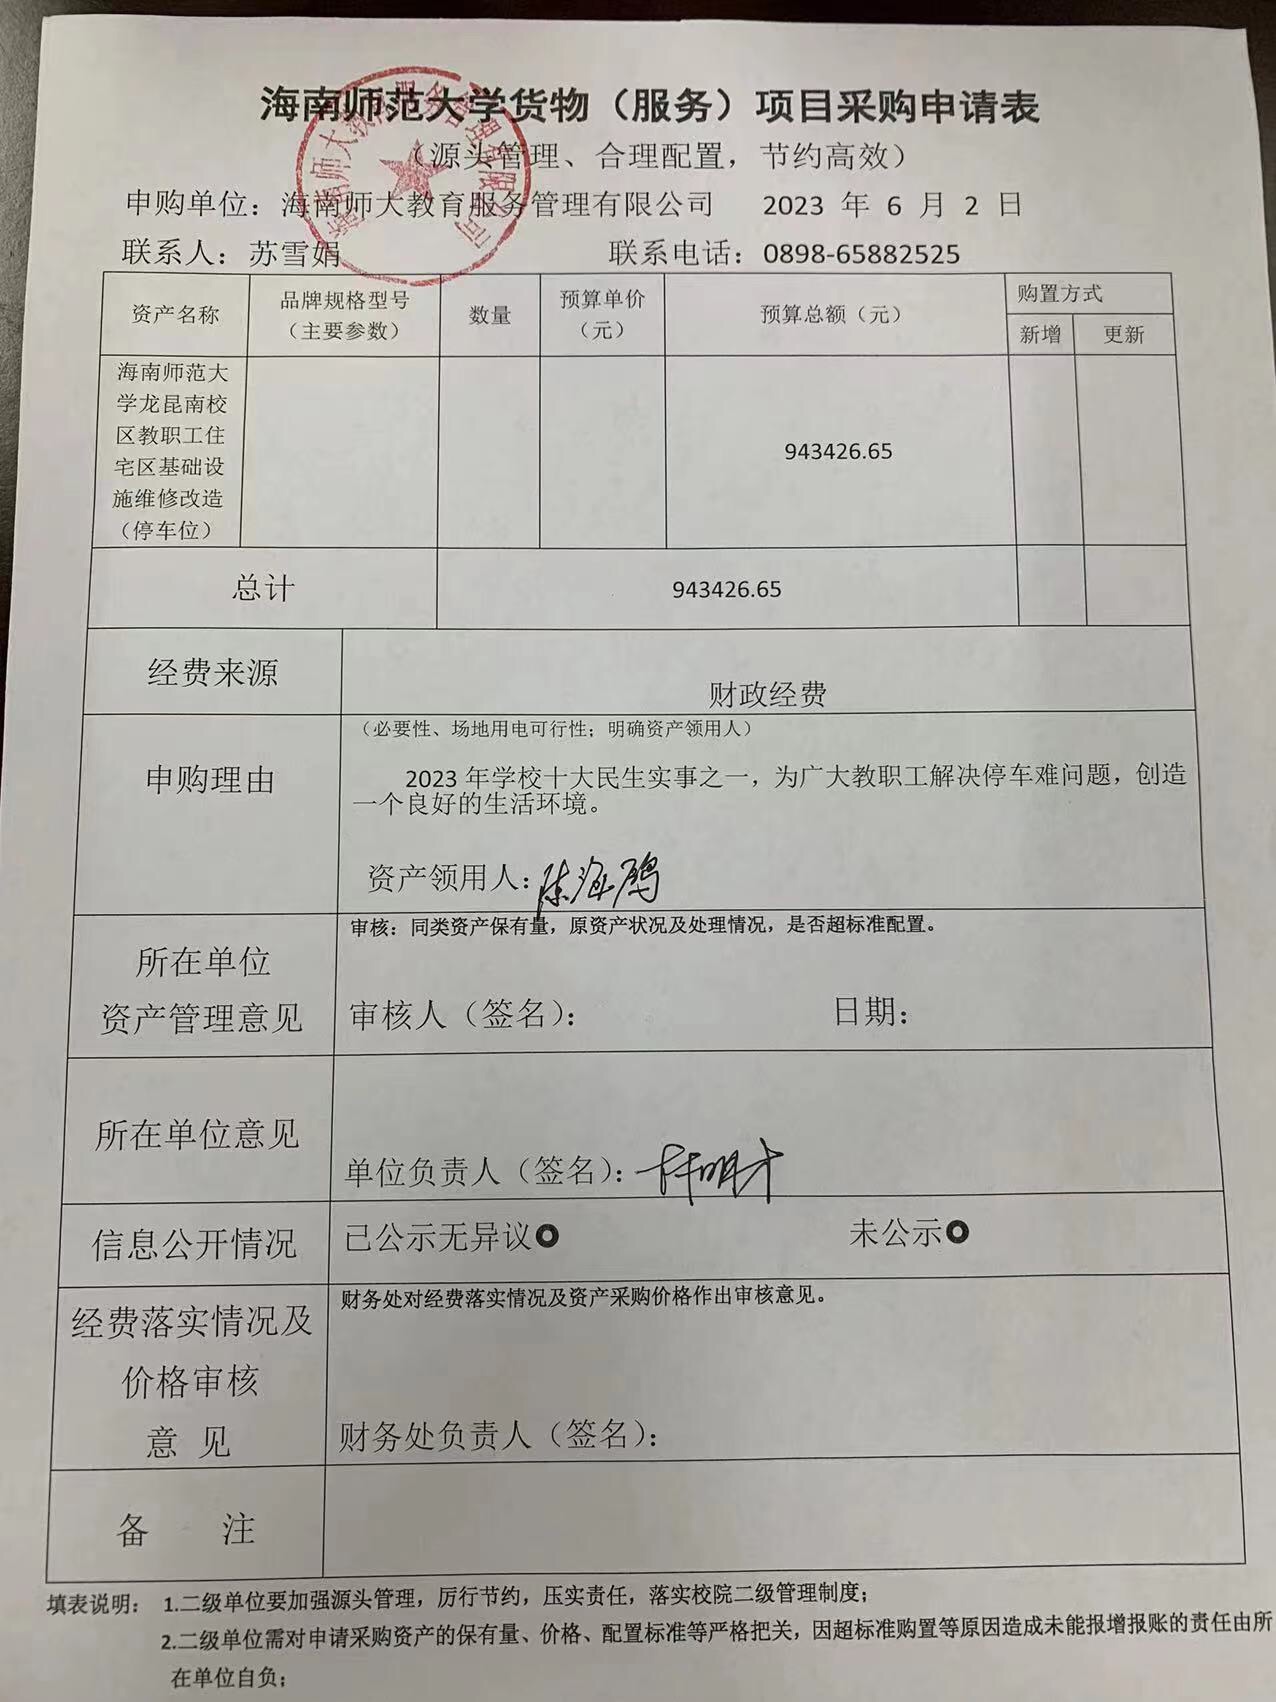 海南师范大学货物（服务）项目采购申请表
（源头管理、合理配置，节约高效）
申购单位：海南师大教育服务管理有限公司 2023 年 6 月 2 日
联系人：苏雪娟 联系电话：0898-65882525
资产名称 品牌规格型号（主要参数） 数量 预算单价（元） 预算总额（元） 购置方式
新增 更新
海南师范大
学龙昆南校
区教职工住
宅区基础设
施维修改造
（停车位）
943426.65
总计 943426.65
经费来源 财政经费
申购理由
（必要性、场地用电可行性；明确资产领用人）
2023 年学校十大民生实事之一，为广大教职工解决停车难问题，创造
一个良好的生活环境。
资产领用人：陈海鹏
所在单位
资产管理意见
审核：同类资产保有量，原资产状况及处理情况，是否超标准配置。
审核人（签名）： 日期：
所在单位意见
单位负责人（签名）：
信息公开情况 已公示无异议 未公示
经费落实情况及
价格审核
意 见
财务处对经费落实情况及资产采购价格作出审核意见。
财务处负责人（签名）：
备 注
填表说明： 1.二级单位要加强源头管理，厉行节约，压实责任，落实校院二级管理制度；
2.二级单位需对申请采购资产的保有量、价格、配置标准等严格把关，因超标准购置等原因造成未能报增报账的责任由所
在单位自负；